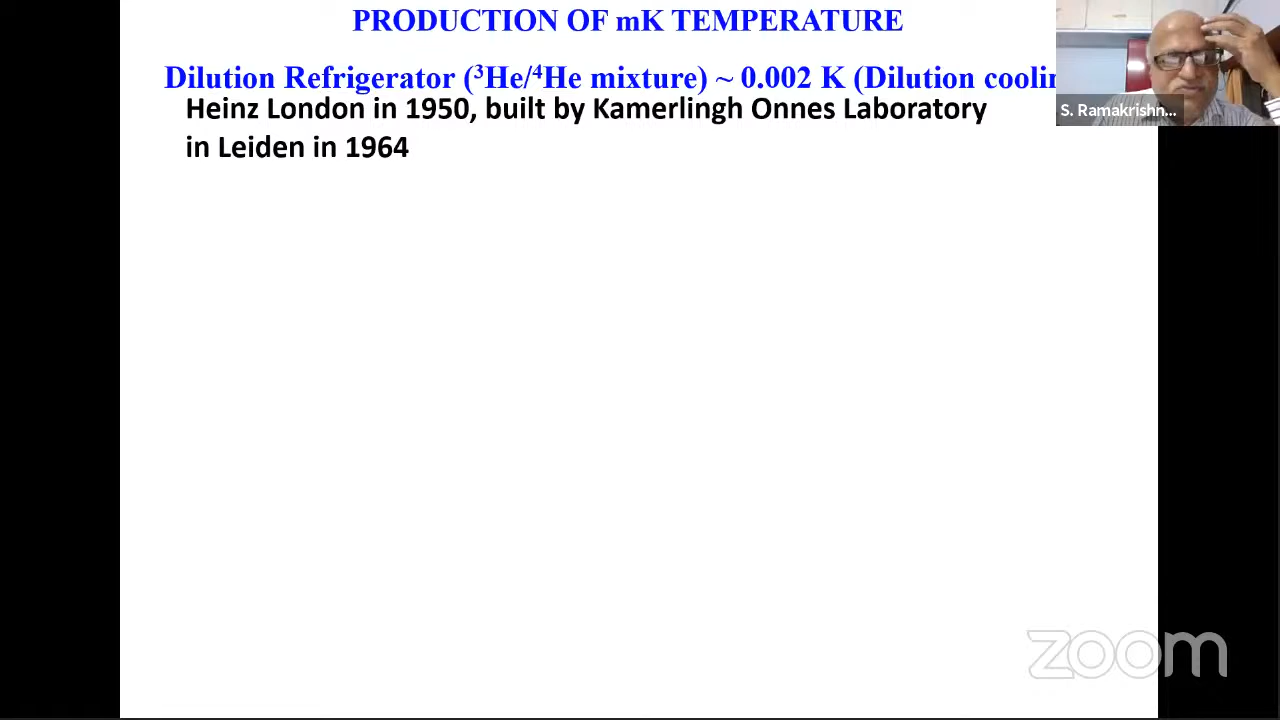 PRODUCTION OF mK TEMPERATURE
Dilution Refrigerator (³He/⁴He mixture) ~ 0.002 K (Dilution coolin
Heinz London in 1950, built by Kamerlingh Onnes Laboratory
in Leiden in 1964
S. Ramakrishn...
zoom